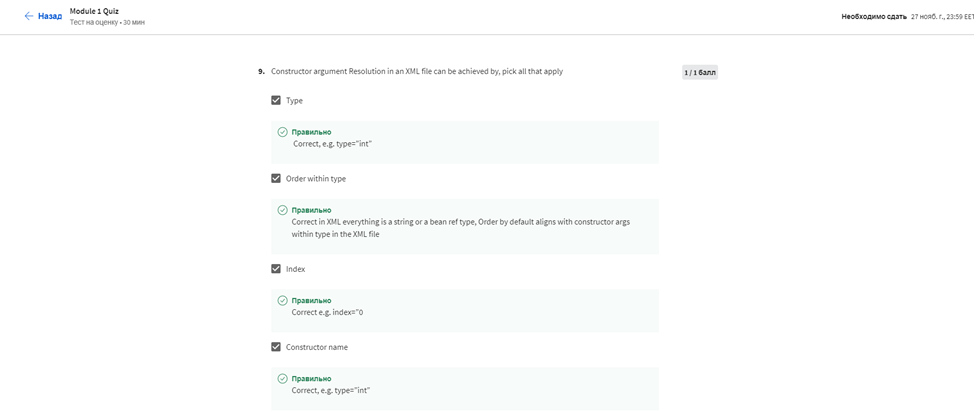 Назад
Module 1 Quiz
Тест на оценку • 30 мин
Необходимо сдать 27 нояб. г., 23:59 EET
9. Constructor argument Resolution in an XML file can be achieved by, pick all that apply
1 / 1 балл
Type
Правильно
Correct, e.g. type="int"
Order within type
Правильно
Correct in XML everything is a string or a bean ref type, Order by default aligns with constructor args
within type in the XML file
Index
Правильно
Correct e.g. index="0
Constructor name
Правильно
Correct, e.g. type="int"